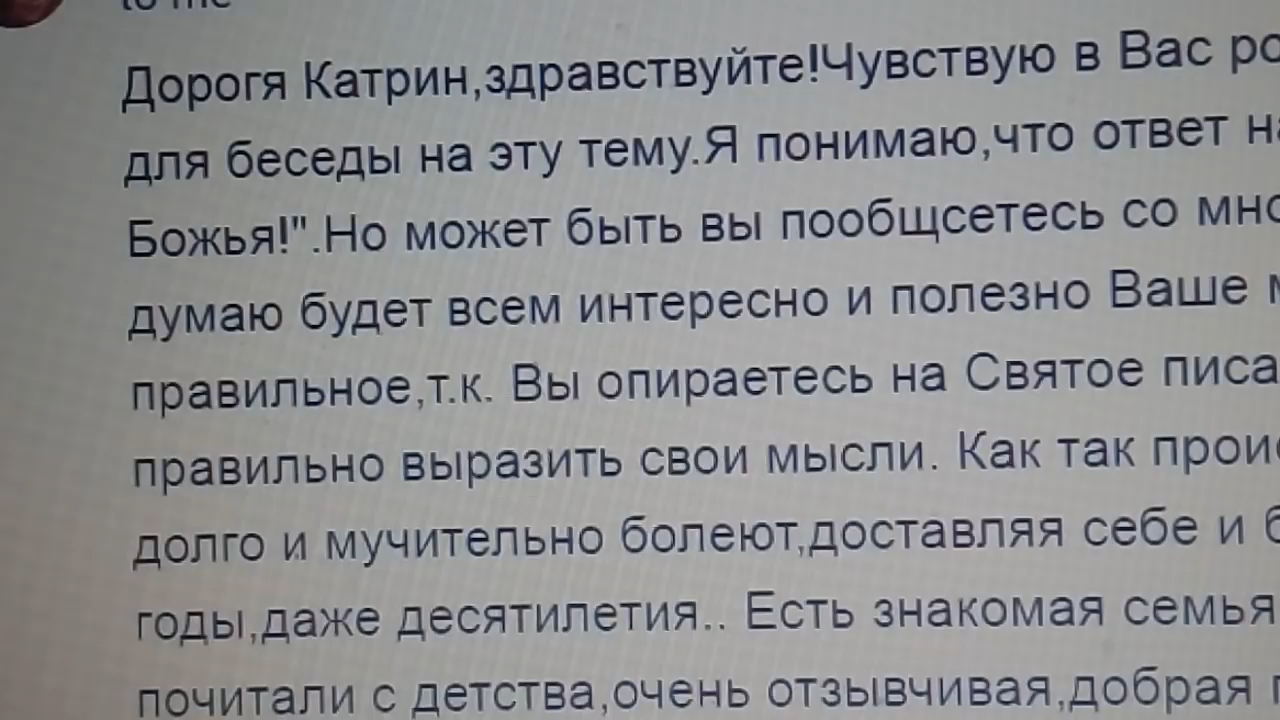 to me
Дорогя Катрин,здравствуйте!Чувствую в Вас
для беседы на эту тему.Я понимаю,что ответ
Божья!".Но может быть вы пообщсетесь со
думаю будет всем интересно и полезно Ваше
правильное,т.к. Вы опираетесь на Святое
правильно выразить свои мысли. Как так
долго и мучительно болеют,доставляя себе и
годы,даже десятилетия.. Есть знакомая семья
почитали с детства,очень отзывчивая,добрая